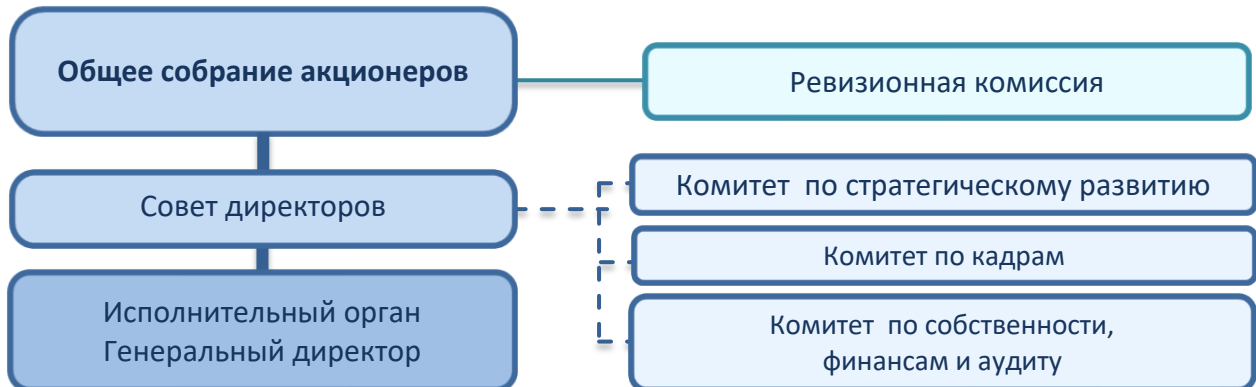 Общее собрание акционеров
Ревизионная комиссия
Совет директоров
Комитет по стратегическому развитию
Комитет по кадрам
Исполнительный орган
Генеральный директор
Комитет по собственности,
финансам и аудиту